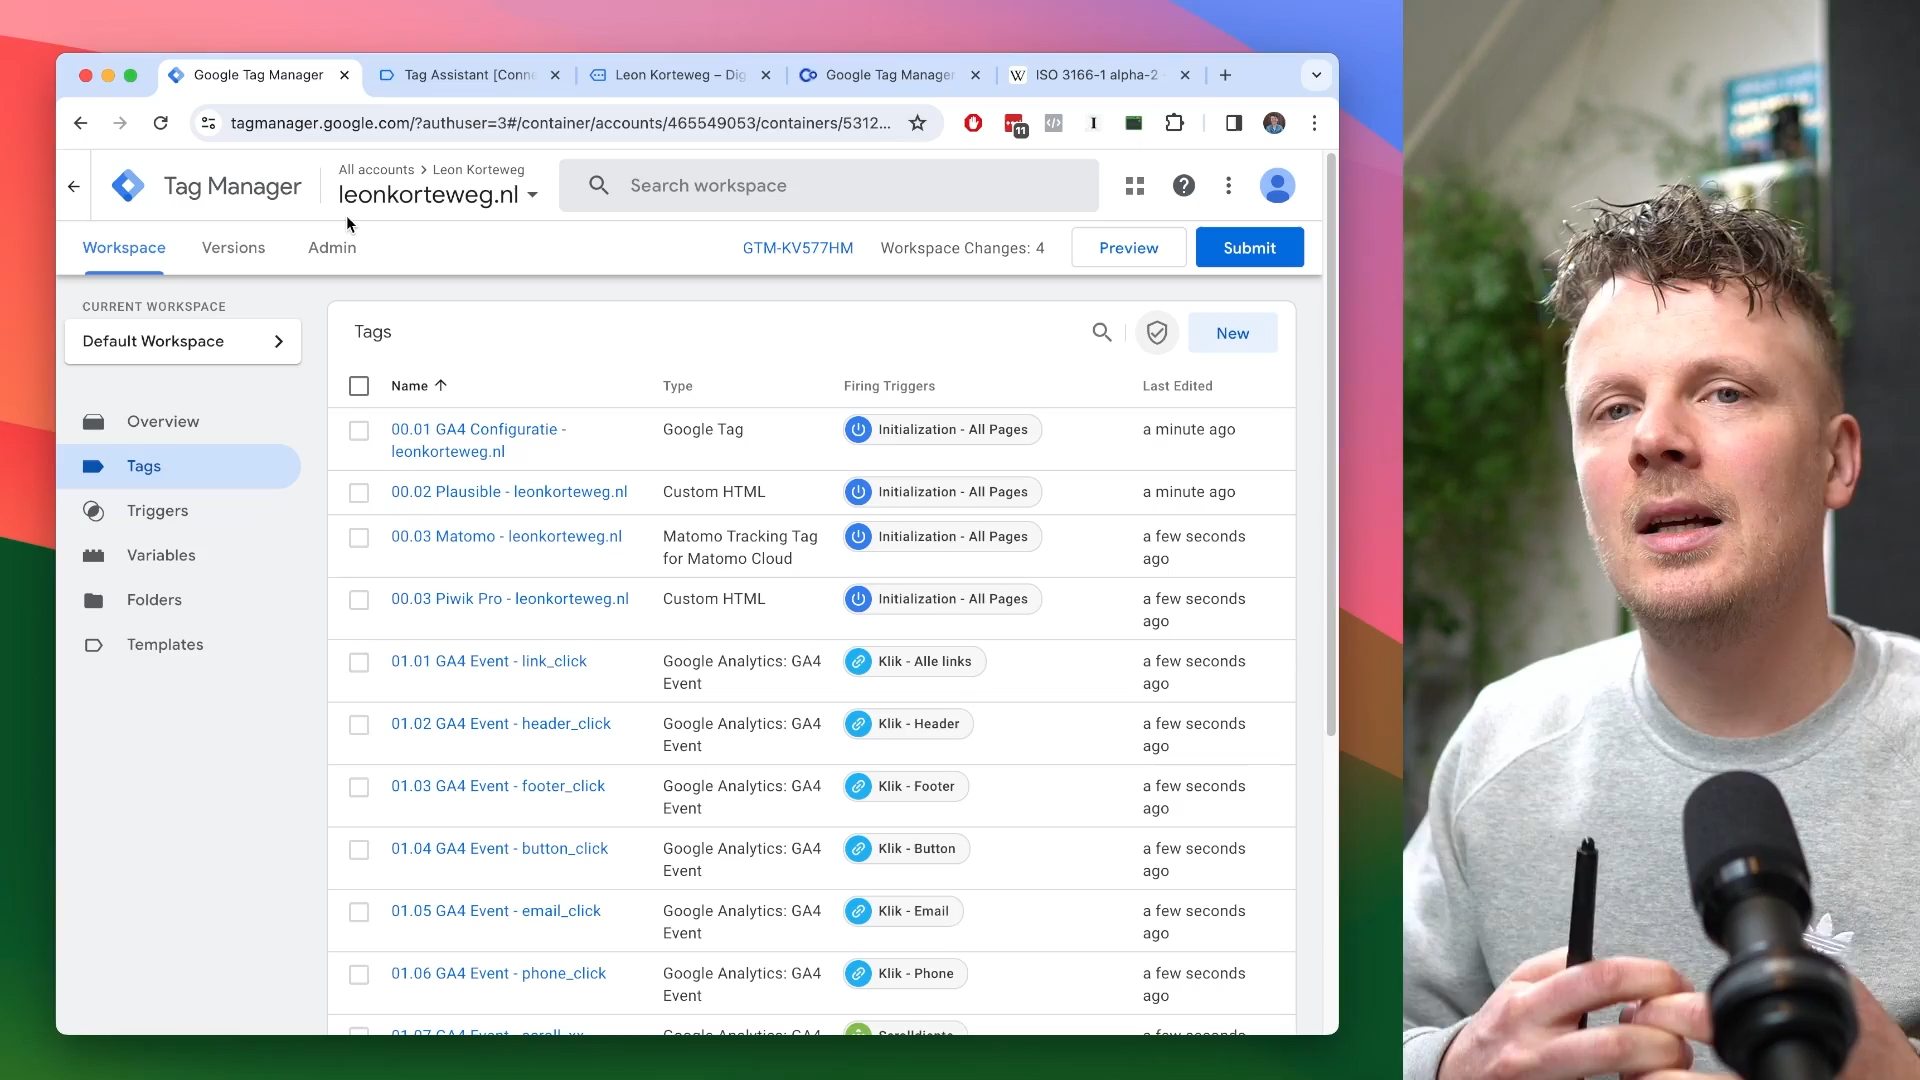 Google Tag Manager
Tag Assistant [Conne
Leon Korteweg – Dig
Google Tag Manager
ISO 3166-1 alpha-2
tagmanager.google.com/?authuser=3#/container/accounts/465549053/containers/5312...
11
Tag Manager
All accounts > Leon Korteweg
leonkorteweg.nl
Search workspace
Workspace
Versions
Admin
GTM-KV577HM
Workspace Changes: 4
Preview
Submit
CURRENT WORKSPACE
Default Workspace
Overview
Tags
Triggers
Variables
Folders
Templates
Tags
New
Name Type Firing Triggers Last Edited
00.01 GA4 Configuratie - Google Tag Initialization - All Pages a minute ago
leonkorteweg.nl
00.02 Plausible - leonkorteweg.nl Custom HTML Initialization - All Pages a minute ago
00.03 Matomo - leonkorteweg.nl Matomo Tracking Tag Initialization - All Pages a few seconds
for Matomo Cloud ago
00.03 Piwik Pro - leonkorteweg.nl Custom HTML Initialization - All Pages a few seconds
ago
01.01 GA4 Event - link_click Google Analytics: GA4 Klik - Alle links a few seconds
Event ago
01.02 GA4 Event - header_click Google Analytics: GA4 Klik - Header a few seconds
Event ago
01.03 GA4 Event - footer_click Google Analytics: GA4 Klik - Footer a few seconds
Event ago
01.04 GA4 Event - button_click Google Analytics: GA4 Klik - Button a few seconds
Event ago
01.05 GA4 Event - email_click Google Analytics: GA4 Klik - Email a few seconds
Event ago
01.06 GA4 Event - phone_click Google Analytics: GA4 Klik - Phone a few seconds
Event ago